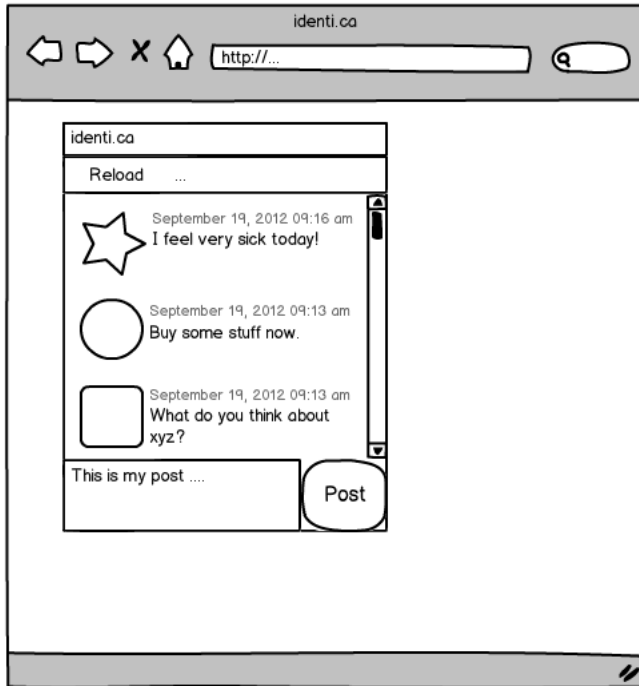 identi.ca
http://...
identi.ca
Reload ...
September 19, 2012 09:16 am
I feel very sick today!
September 19, 2012 09:13 am
Buy some stuff now.
September 19, 2012 09:13 am
What do you think about
xyz?
This is my post ....
Post